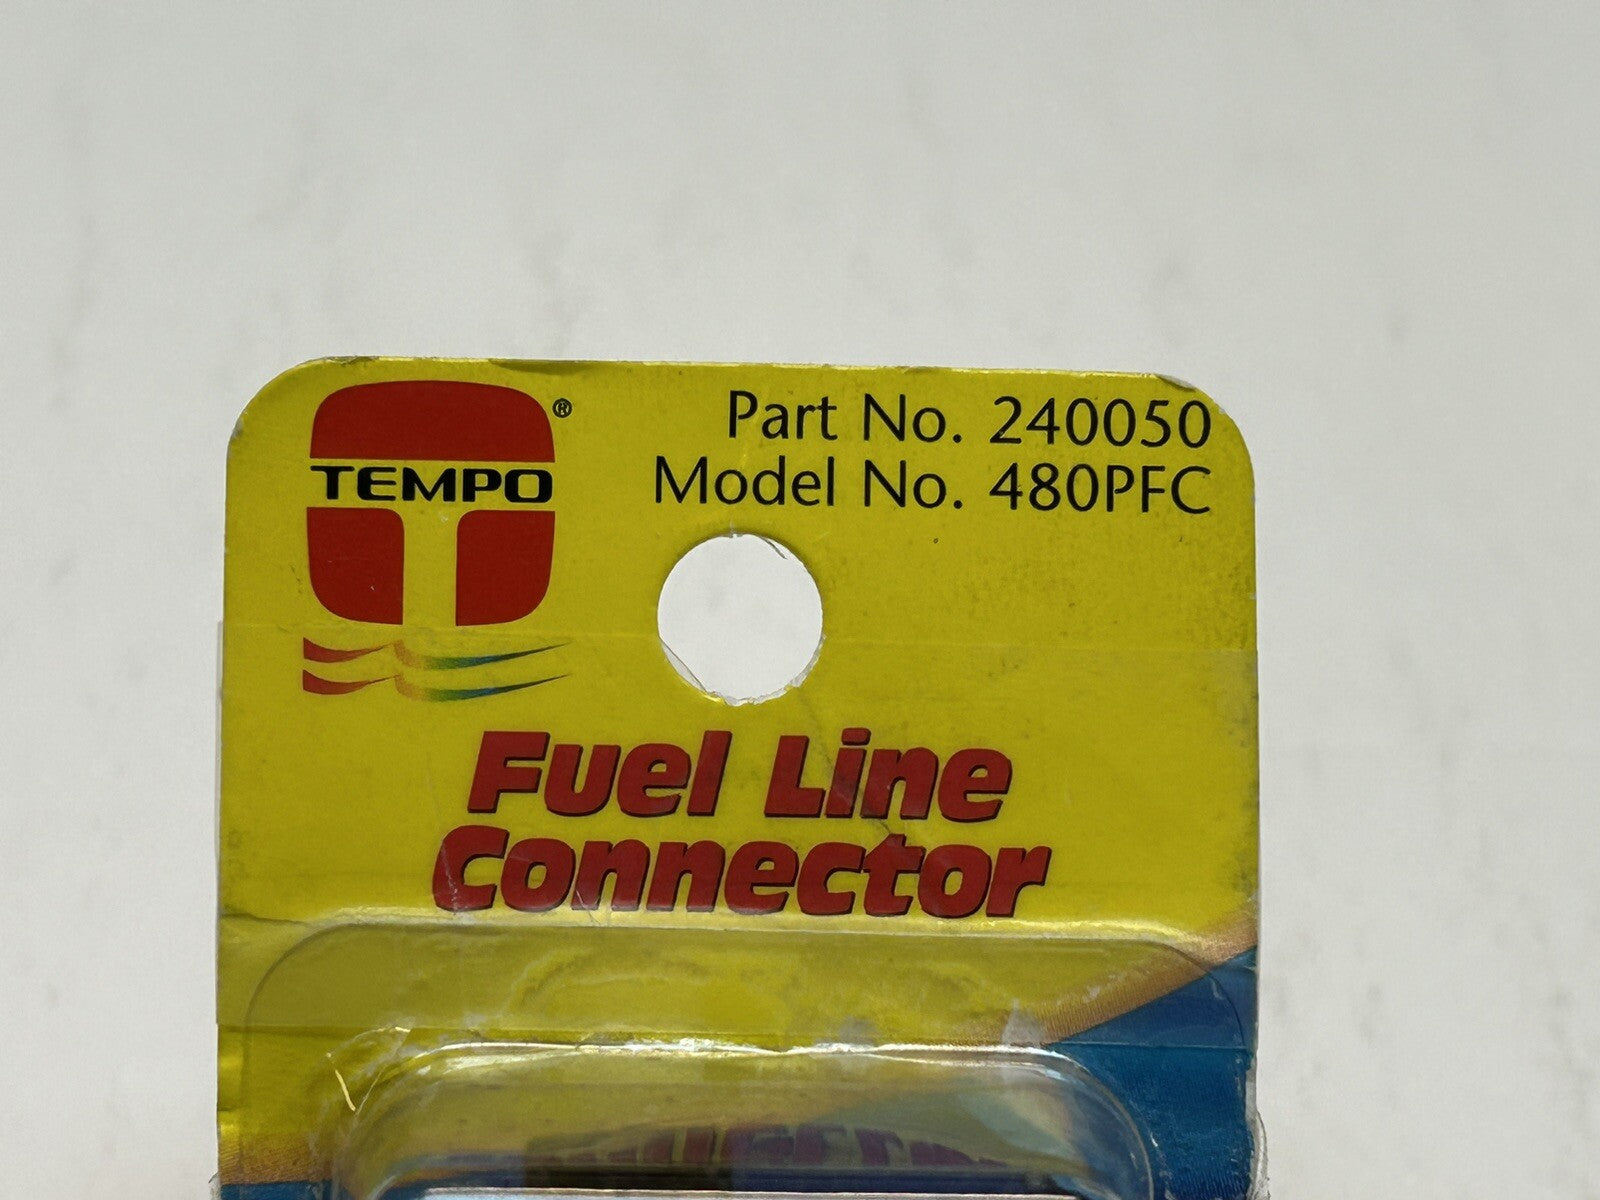 TEMPO®
Part No. 240050
Model No. 480PFC
Fuel Line
Connector